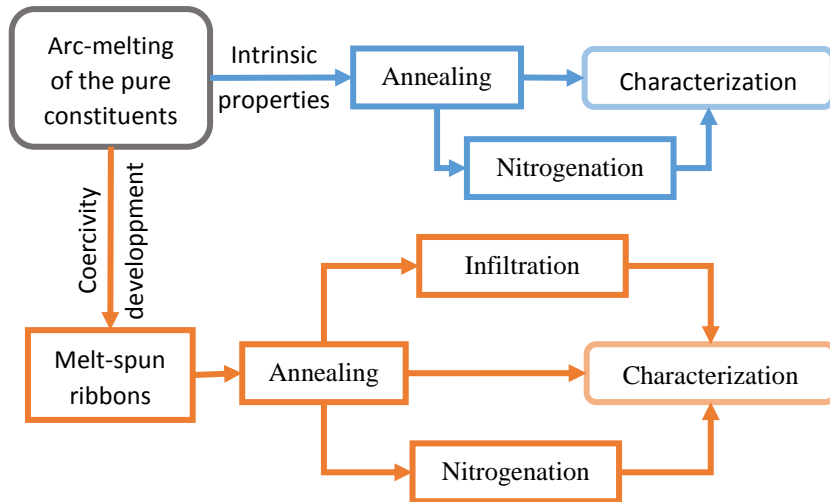 Arc-melting
of the pure
constituents
Intrinsic
properties
Annealing
Characterization
Nitrogenation
Coercivity
developpment
Infiltration
Melt-spun
ribbons
Annealing
Characterization
Nitrogenation